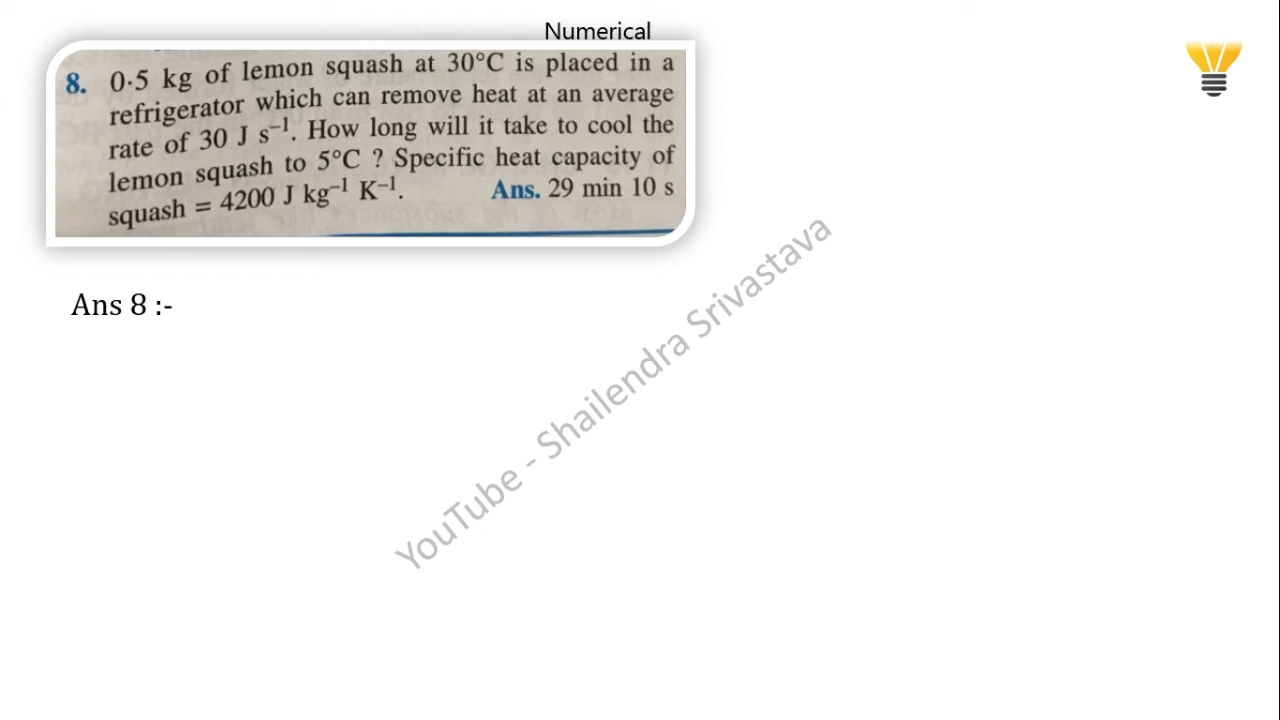 Numerical
8. 0·5 kg of lemon squash at 30°C is placed in a
refrigerator which can remove heat at an average
rate of 30 J s⁻¹. How long will it take to cool the
lemon squash to 5°C ? Specific heat capacity of
squash = 4200 J kg⁻¹ K⁻¹. Ans. 29 min 10 s
Ans 8 :-
YouTube - Shailendra Srivastava